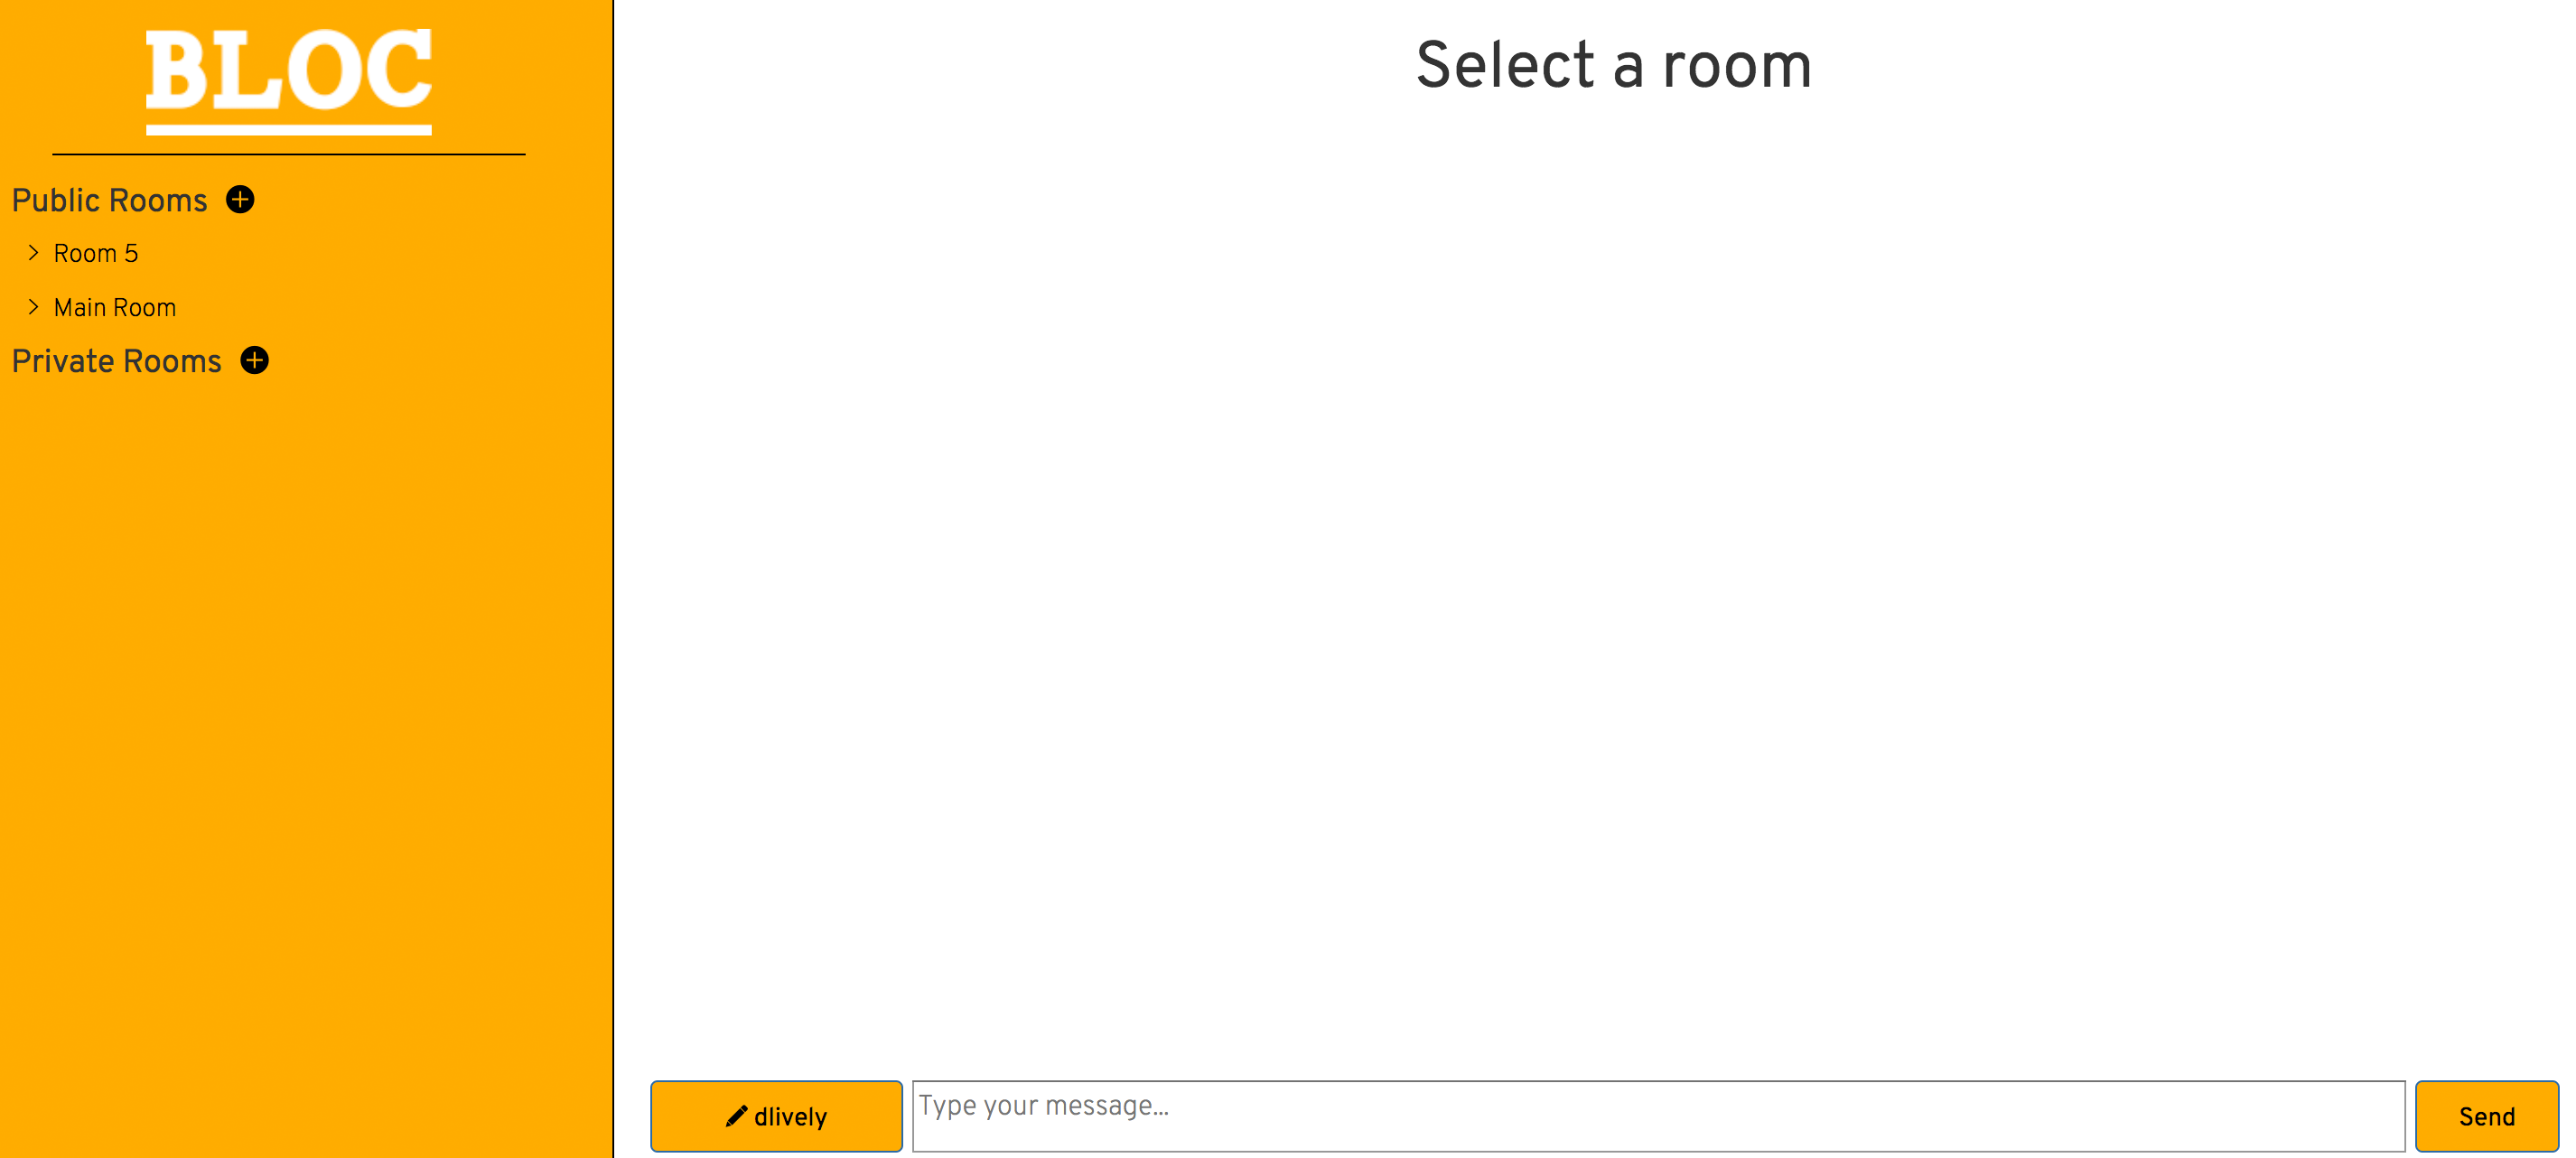 BLOC
Public Rooms
Room 5
Main Room
Private Rooms
Select a room
dlively
Type your message...
Send